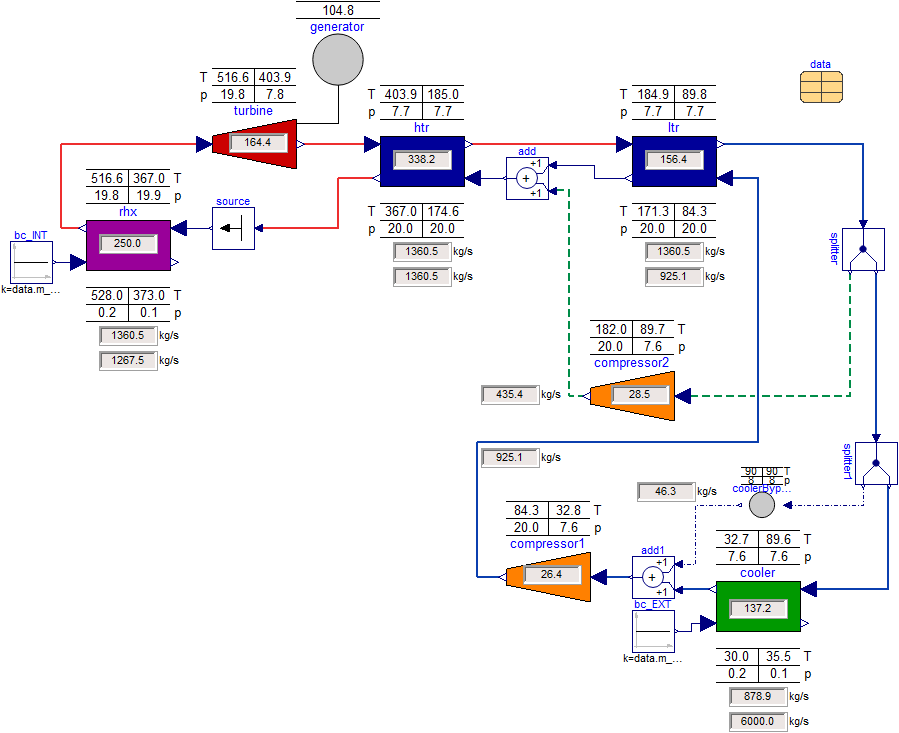 104.8
generator
T 516.6 403.9
p 19.8 7.8
turbine
164.4
T 403.9 185.0
p 7.7 7.7
htr
338.2
T 367.0 174.6
p 20.0 20.0
1360.5 kg/s
1360.5 kg/s
T 184.9 89.8
p 7.7 7.7
ltr
156.4
T 171.3 84.3
p 20.0 20.0
1360.5 kg/s
925.1 kg/s
data
add
+1
+
+1
516.6 367.0 T
19.8 19.9 p
rhx
250.0
528.0 373.0 T
0.2 0.1 p
1360.5 kg/s
1267.5 kg/s
source
bc_INT
k=data.m_...
splitter
182.0 89.7 T
20.0 7.6 p
compressor2
28.5
435.4 kg/s
925.1 kg/s
splitter1
90 90 T
8 8 p
coolerByp...
46.3 kg/s
84.3 32.8 T
20.0 7.6 p
compressor1
26.4
add1
+1
+
+1
32.7 89.6 T
7.6 7.6 p
cooler
137.2
bc_EXT
k=data.m_...
30.0 35.5 T
0.2 0.1 p
878.9 kg/s
6000.0 kg/s